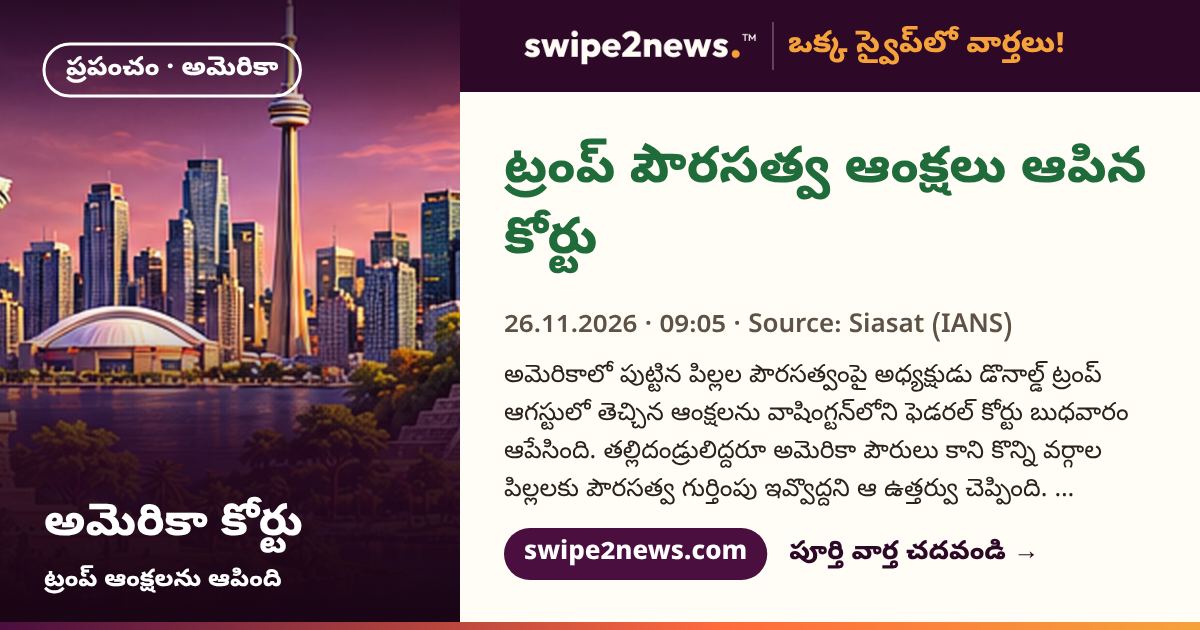 ప్రపంచం · అమెరికా
swipe2news.™
ఒక్క స్వైప్‌లో వార్తలు!
ట్రంప్ పౌరసత్వ ఆంక్షలు ఆపిన
కోర్టు
26.11.2026 · 09:05 · Source: Siasat (IANS)
అమెరికాలో పుట్టిన పిల్లల పౌరసత్వంపై అధ్యక్షుడు డొనాల్డ్ ట్రంప్
ఆగస్టులో తెచ్చిన ఆంక్షలను వాషింగ్టన్‌లోని ఫెడరల్ కోర్టు బుధవారం
ఆపేసింది. తల్లిదండ్రులిద్దరూ అమెరికా పౌరులు కాని కొన్ని వర్గాల
పిల్లలకు పౌరసత్వ గుర్తింపు ఇవ్వొద్దని ఆ ఉత్తర్వు చెప్పింది. ...
అమెరికా కోర్టు
ట్రంప్ ఆంక్షలను ఆపింది
swipe2news.com
పూర్తి వార్త చదవండి →